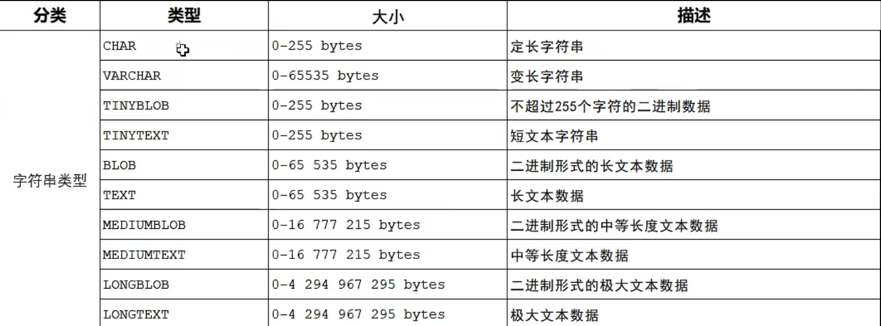 分类 类型 大小 描述
CHAR 0-255 bytes 定长字符串
VARCHAR 0-65535 bytes 变长字符串
TINYBLOB 0-255 bytes 不超过255个字符的二进制数据
TINYTEXT 0-255 bytes 短文本字符串
BLOB 0-65 535 bytes 二进制形式的长文本数据
字符串类型
TEXT 0-65 535 bytes 长文本数据
MEDIUMBLOB 0-16 777 215 bytes 二进制形式的中等长度文本数据
MEDIUMTEXT 0-16 777 215 bytes 中等长度文本数据
LONGBLOB 0-4 294 967 295 bytes 二进制形式的极大文本数据
LONGTEXT 0-4 294 967 295 bytes 极大文本数据